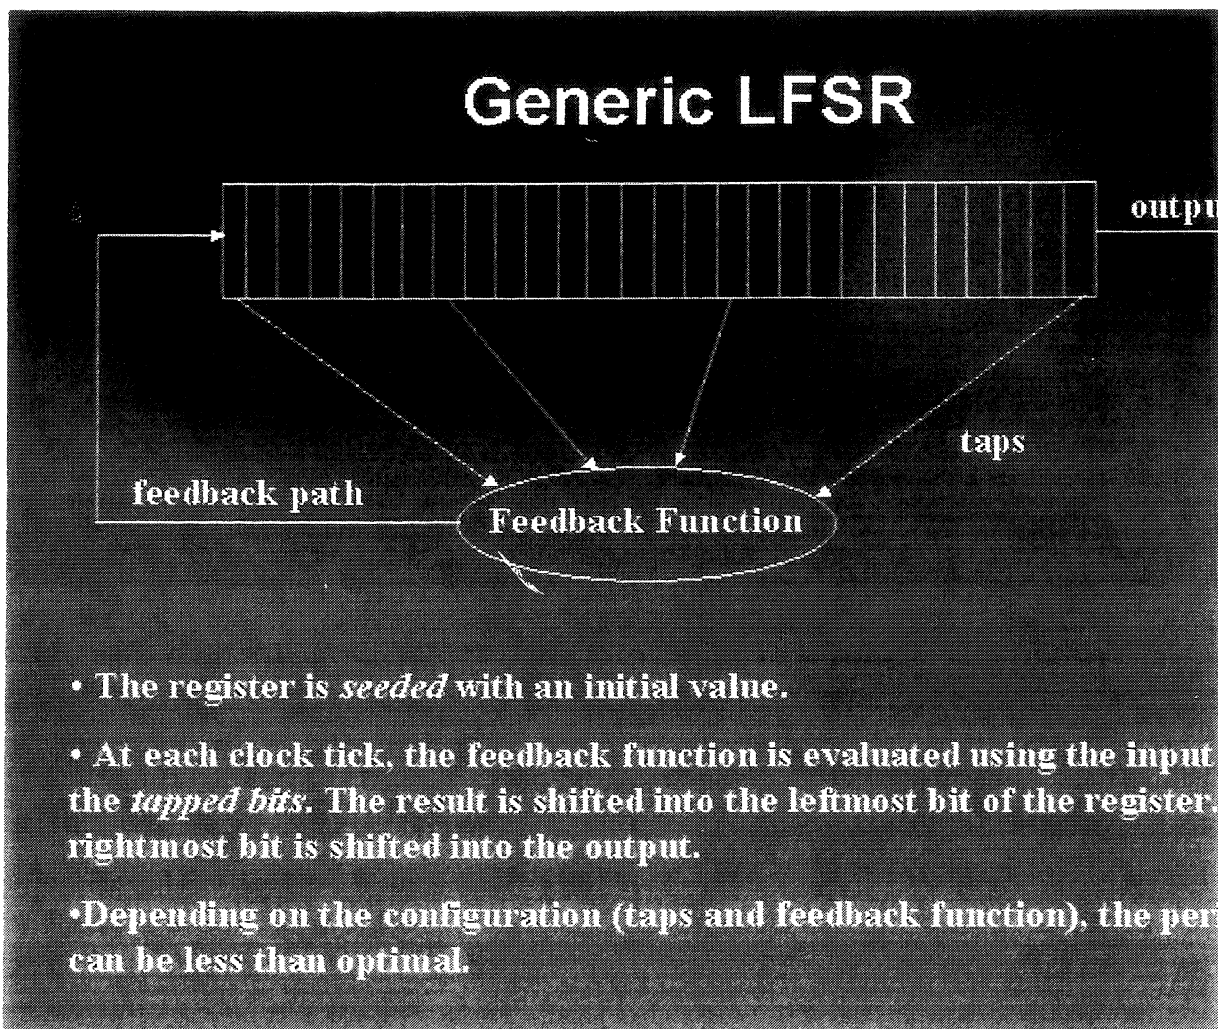 Generic LFSR
outpu
taps
feedback path
Feedback Function
• The register is seeded with an initial value.
• At each clock tick, the feedback function is evaluated using the input
the tapped bits. The result is shifted into the leftmost bit of the register.
rightmost bit is shifted into the output.
•Depending on the configuration (taps and feedback function), the per
can be less than optimal.